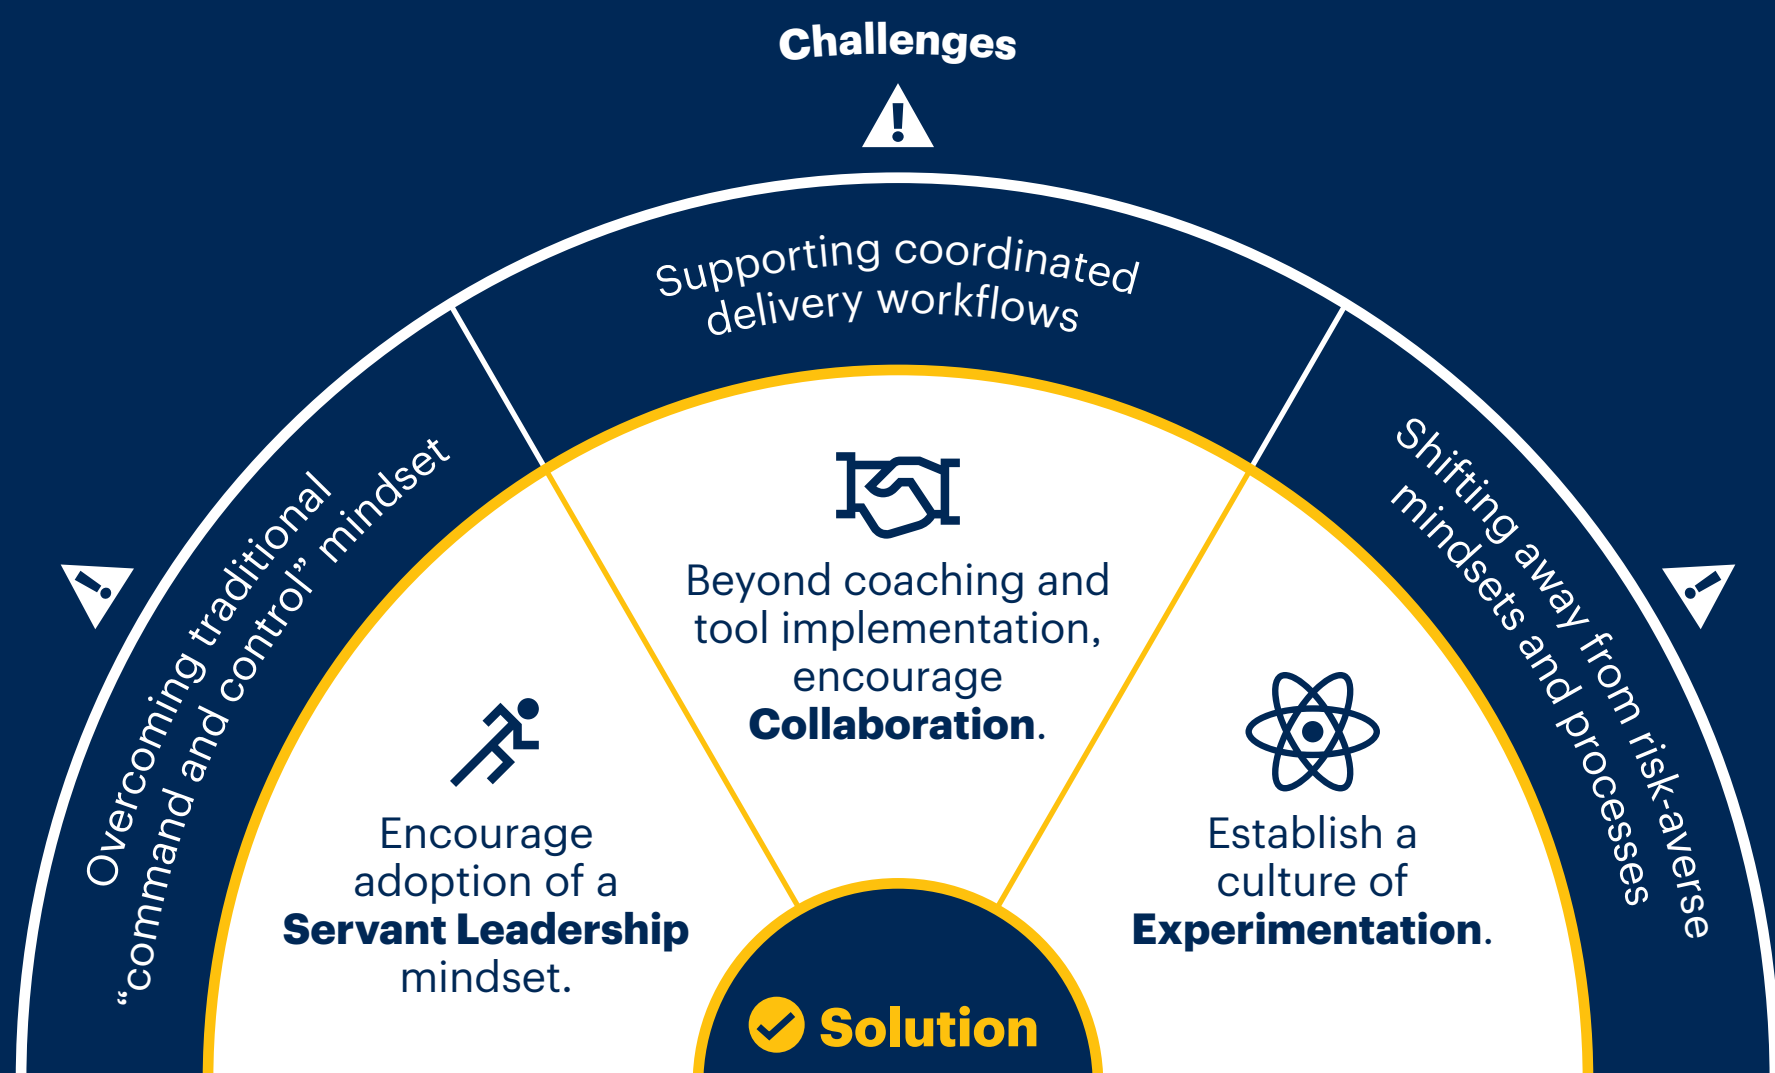 Challenges
Overcoming traditional
“command and control” mindset
Supporting coordinated
delivery workflows
Shifting away from risk-averse
mindsets and processes
Encourage
adoption of a
Servant Leadership
mindset.
Beyond coaching and
tool implementation,
encourage
Collaboration.
Establish a
culture of
Experimentation.
Solution